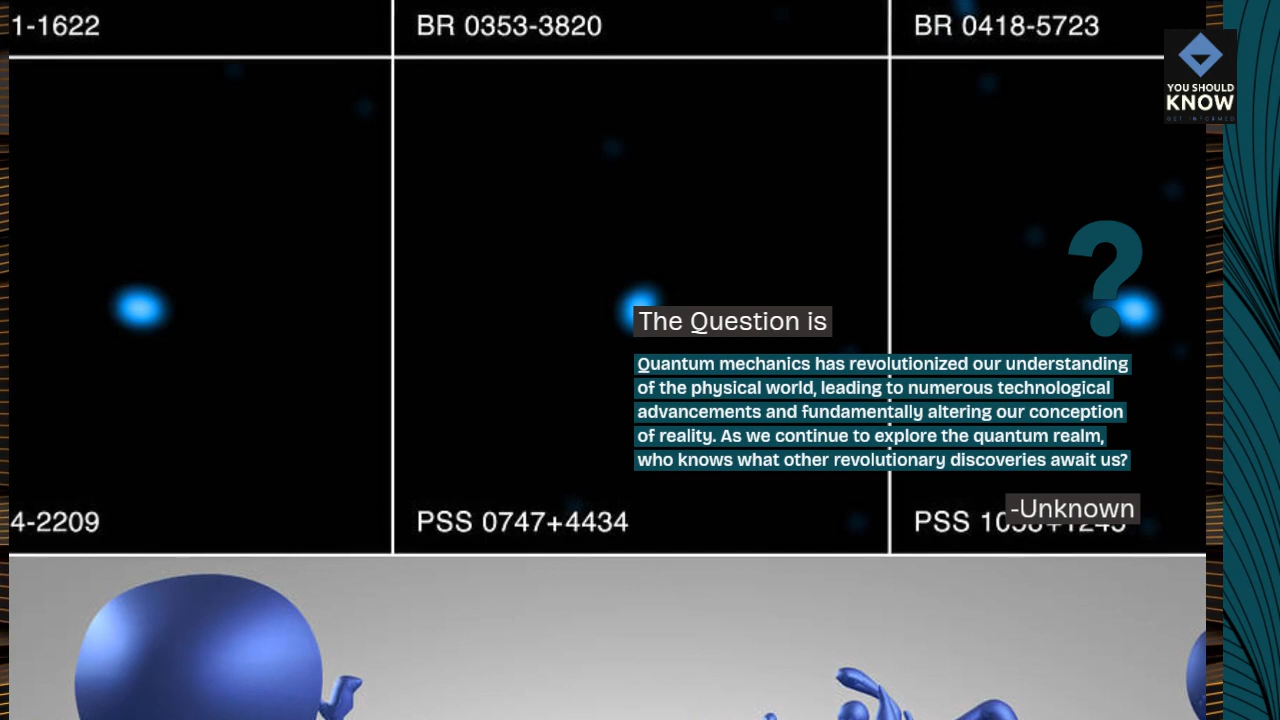 1-1622
BR 0353-3820
BR 0418-5723
YOU SHOULD
KNOW
GET INFORMED
?
The Question is
Quantum mechanics has revolutionized our understanding
of the physical world, leading to numerous technological
advancements and fundamentally altering our conception
of reality. As we continue to explore the quantum realm,
who knows what other revolutionary discoveries await us?
-Unknown
4-2209
PSS 0747+4434
PSS